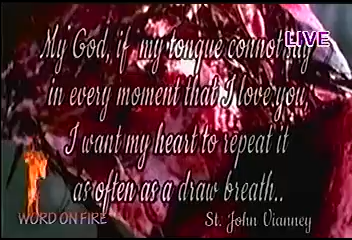 My God, if my tongue connot say
LIVE
in every moment that I love you,
I want my heart to repeat it
as often as a draw breath..
WORD ON FIRE
St. John Vianney